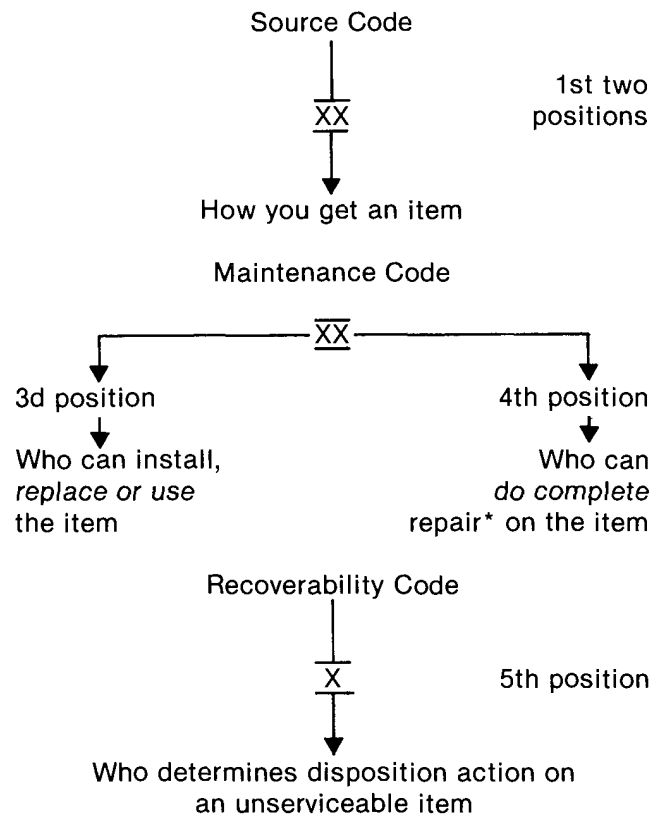 Source Code
1st two
XX
positions
How you get an item
Maintenance Code
XX
3d position
4th position
Who can install,
replace or use
the item
Who can
do complete
repair* on the item
Recoverability Code
X
5th position
Who determines disposition action on
an unserviceable item